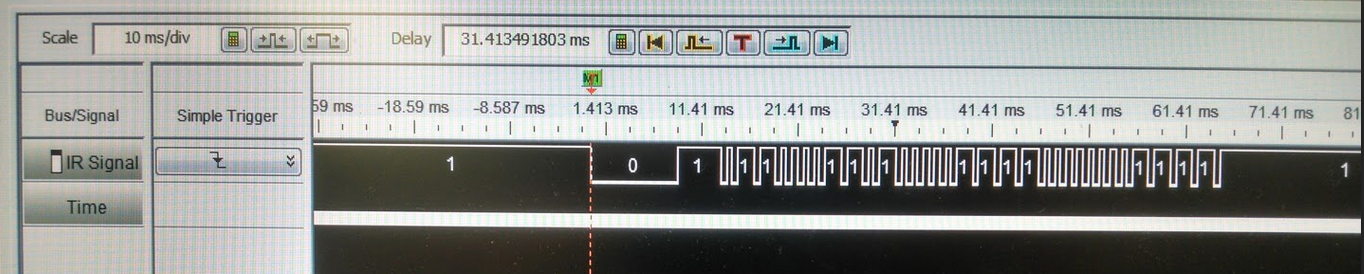 Scale 10 ms/div Delay 31.413491803 ms T
M1
59 ms -18.59 ms -8.587 ms 1.413 ms 11.41 ms 21.41 ms 31.41 ms 41.41 ms 51.41 ms 61.41 ms 71.41 ms 81
Bus/Signal Simple Trigger
IR Signal 1 0 1 1 1 1 1 1 1 1 1 1 1 1 1 1 1
Time